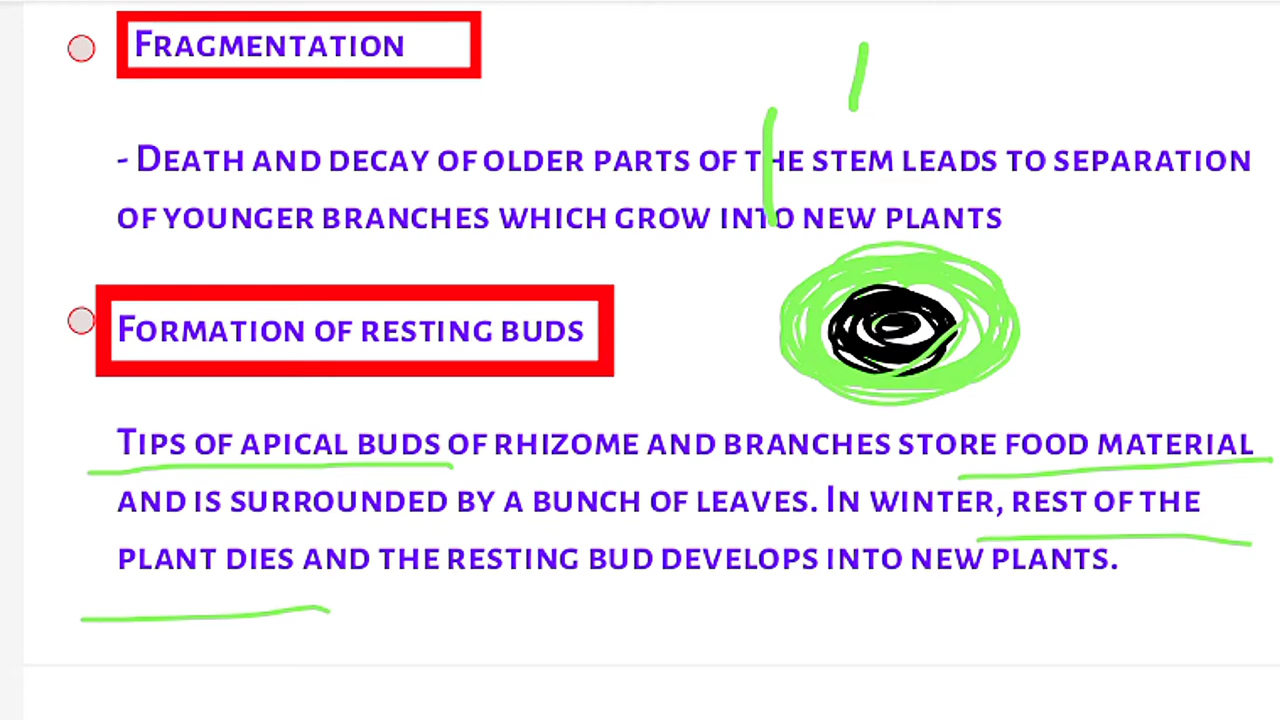 Fragmentation
- Death and decay of older parts of the stem leads to separation
of younger branches which grow into new plants
Formation of resting buds
Tips of apical buds of rhizome and branches store food material
and is surrounded by a bunch of leaves. In winter, rest of the
plant dies and the resting bud develops into new plants.